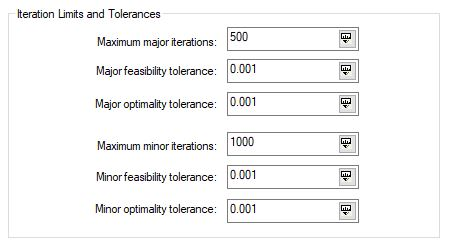 Iteration Limits and Tolerances
Maximum major iterations: 500
Major feasibility tolerance: 0.001
Major optimality tolerance: 0.001
Maximum minor iterations: 1000
Minor feasibility tolerance: 0.001
Minor optimality tolerance: 0.001